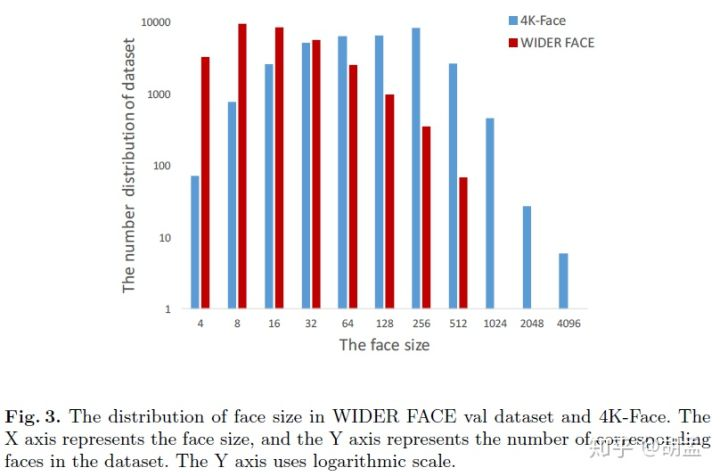 10000
1000
100
10
1
The number distribution of dataset
4K-Face
WIDER FACE
4 8 16 32 64 128 256 512 1024 2048 4096
The face size
知乎 @胡孟
Fig. 3. The distribution of face size in WIDER FACE val dataset and 4K-Face. The
X axis represents the face size, and the Y axis represents the number of corresponding
faces in the dataset. The Y axis uses logarithmic scale.